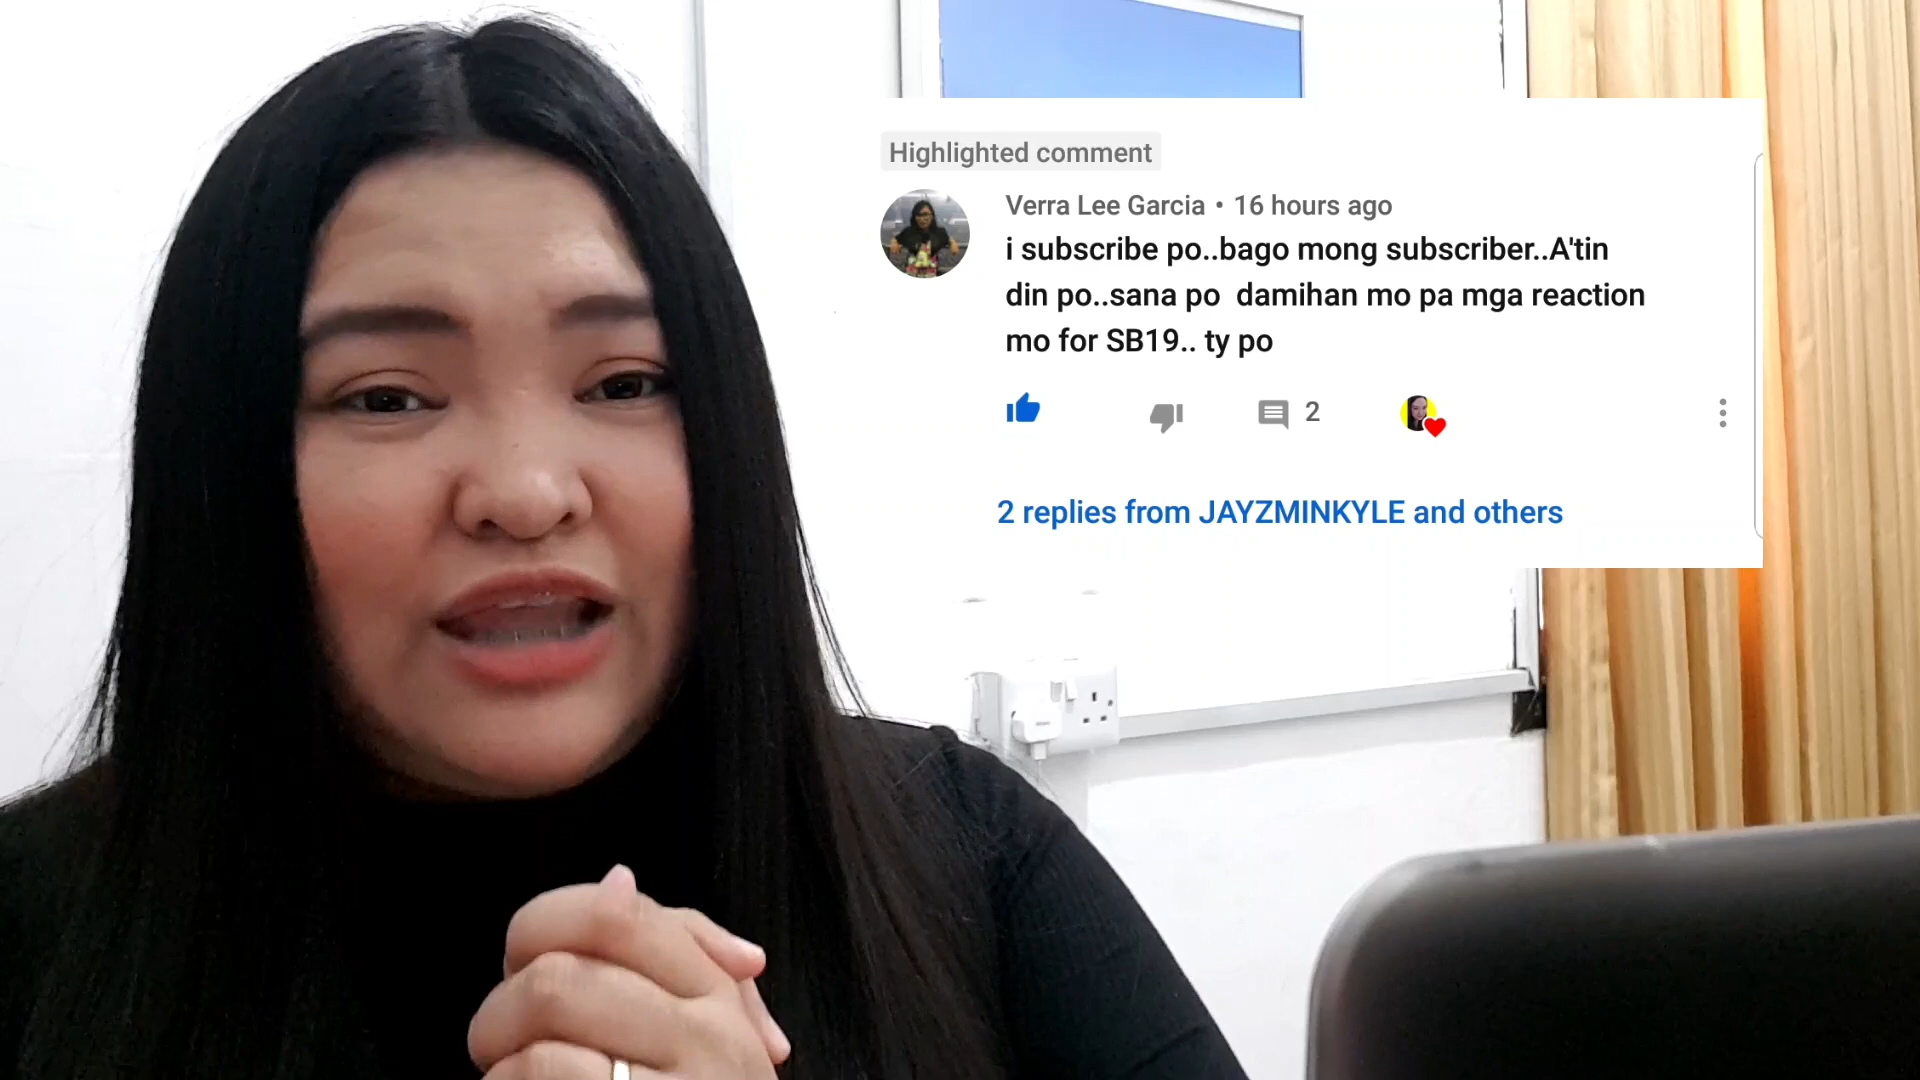 Highlighted comment
Verra Lee Garcia • 16 hours ago
i subscribe po..bago mong subscriber..A'tin
din po..sana po damihan mo pa mga reaction
mo for SB19.. ty po
2
2 replies from JAYZMINKYLE and others